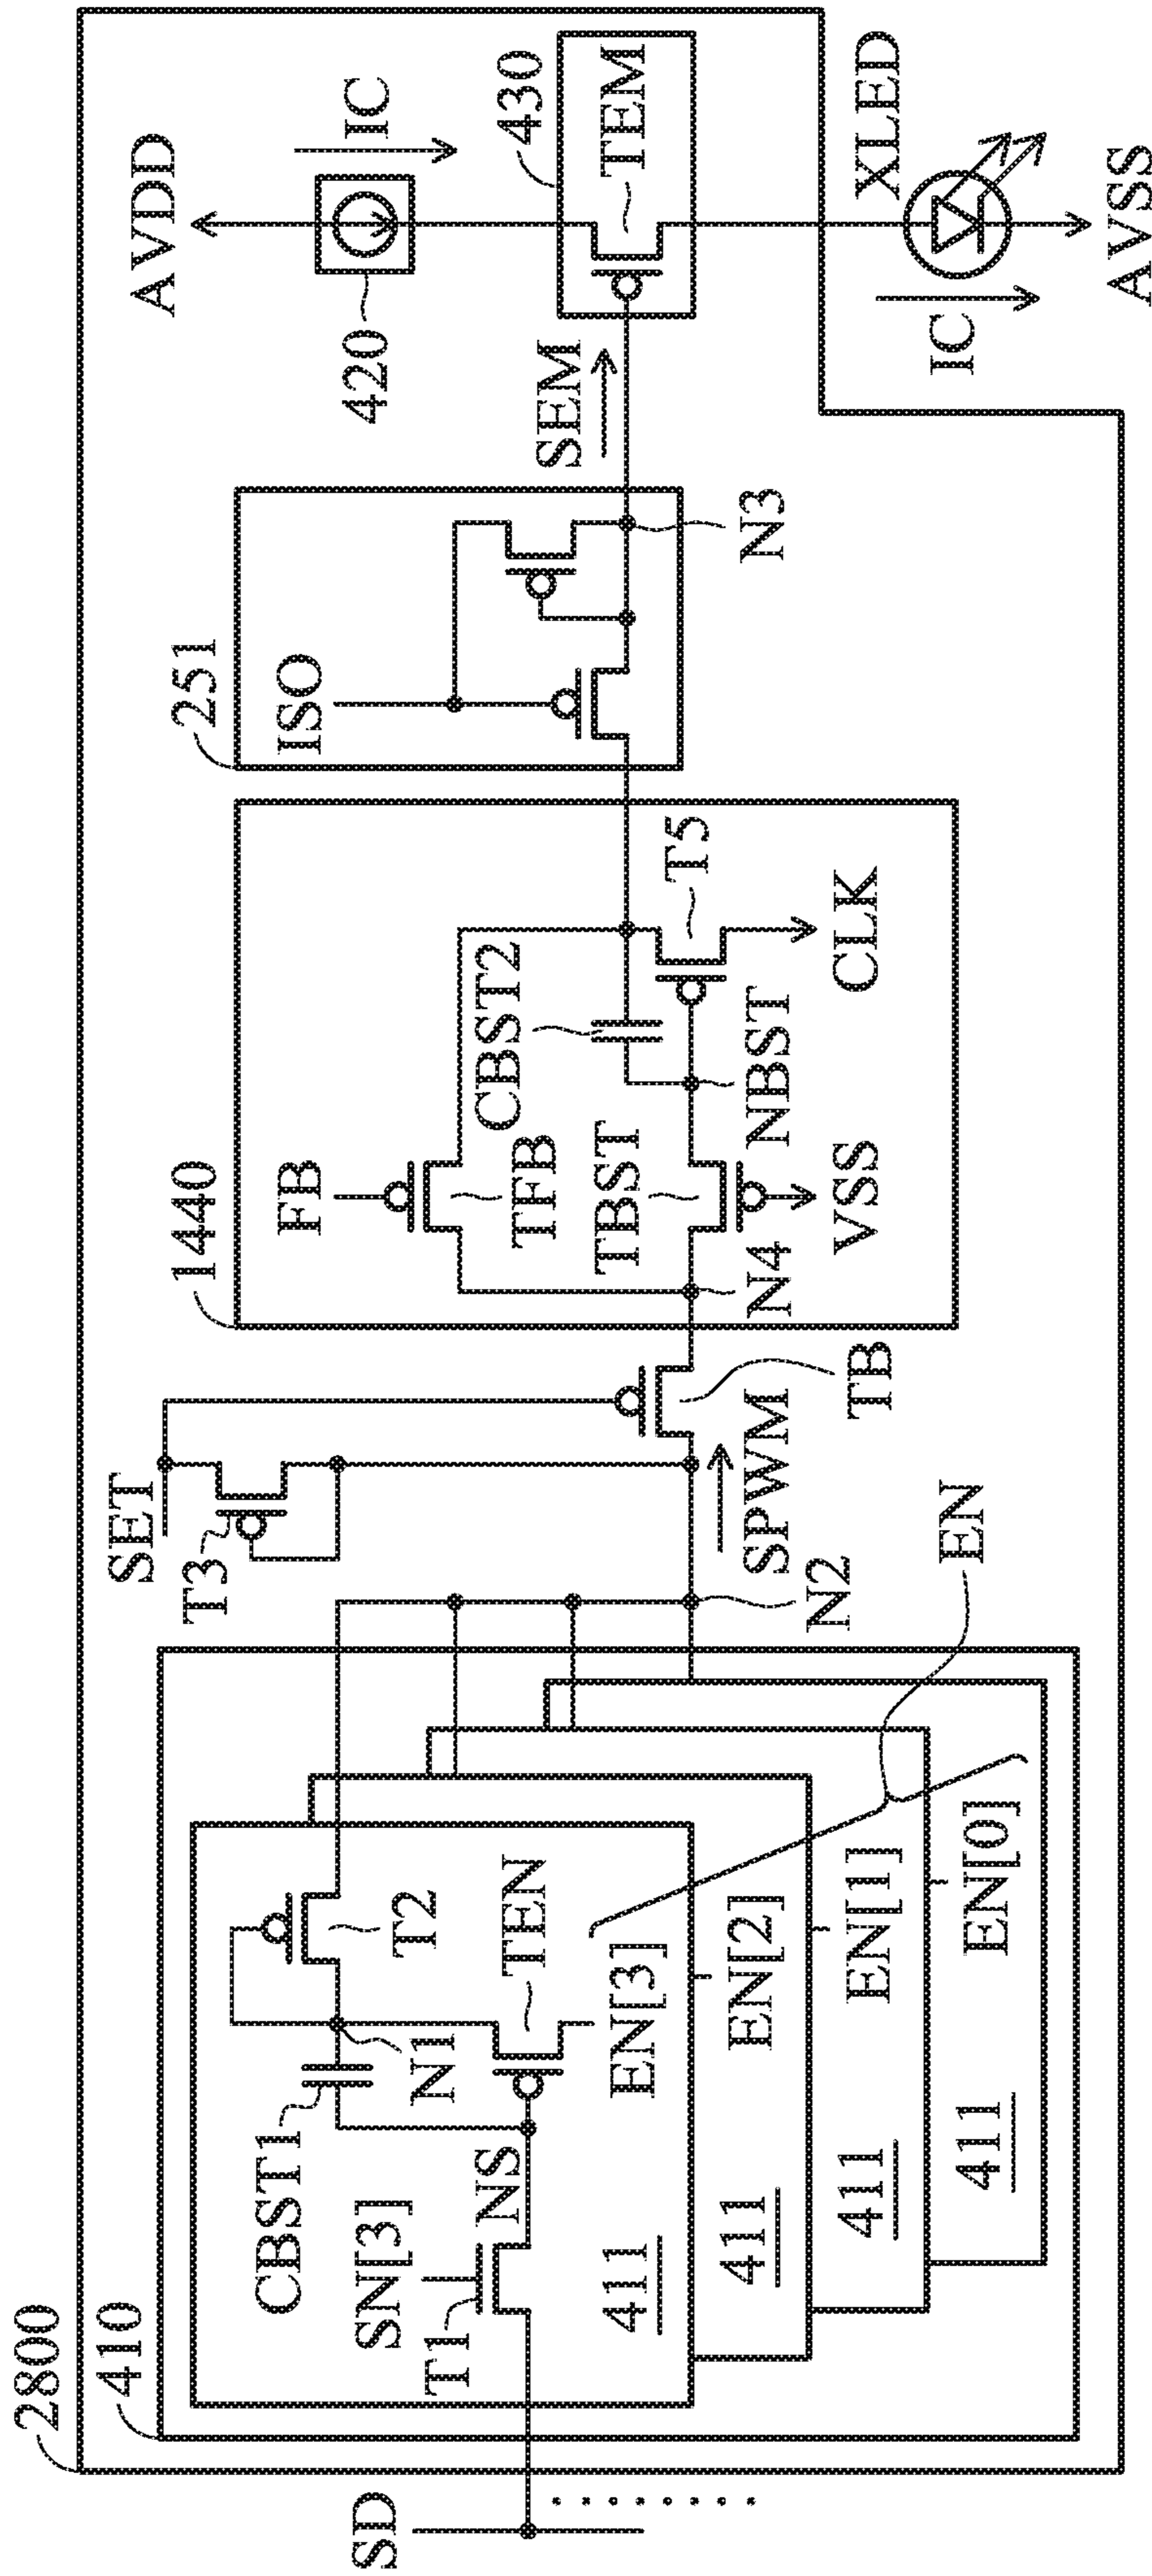 2800
410
SD
411
T1
SN[3]
NS
CBST1
N1
T2
TEN
EN[3]
411
EN[2]
411
EN[1]
411
EN[0]
EN
N2
SPWM
SET
T3
TB
1440
FB
TFB
TBST
N4
VSS
NBST
CBST2
T5
CLK
251
ISO
N3
SEM
430
TEM
420
AVDD
IC
IC
XLED
AVSS